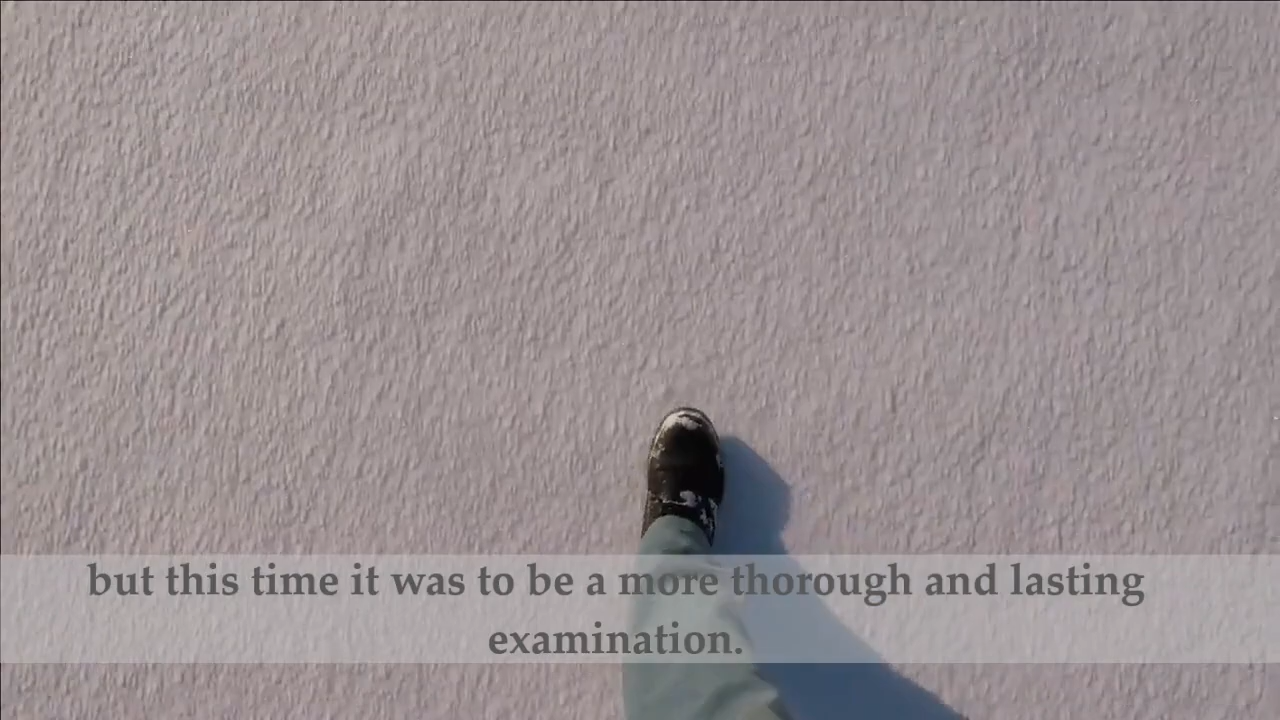 but this time it was to be a more thorough and lasting
examination.